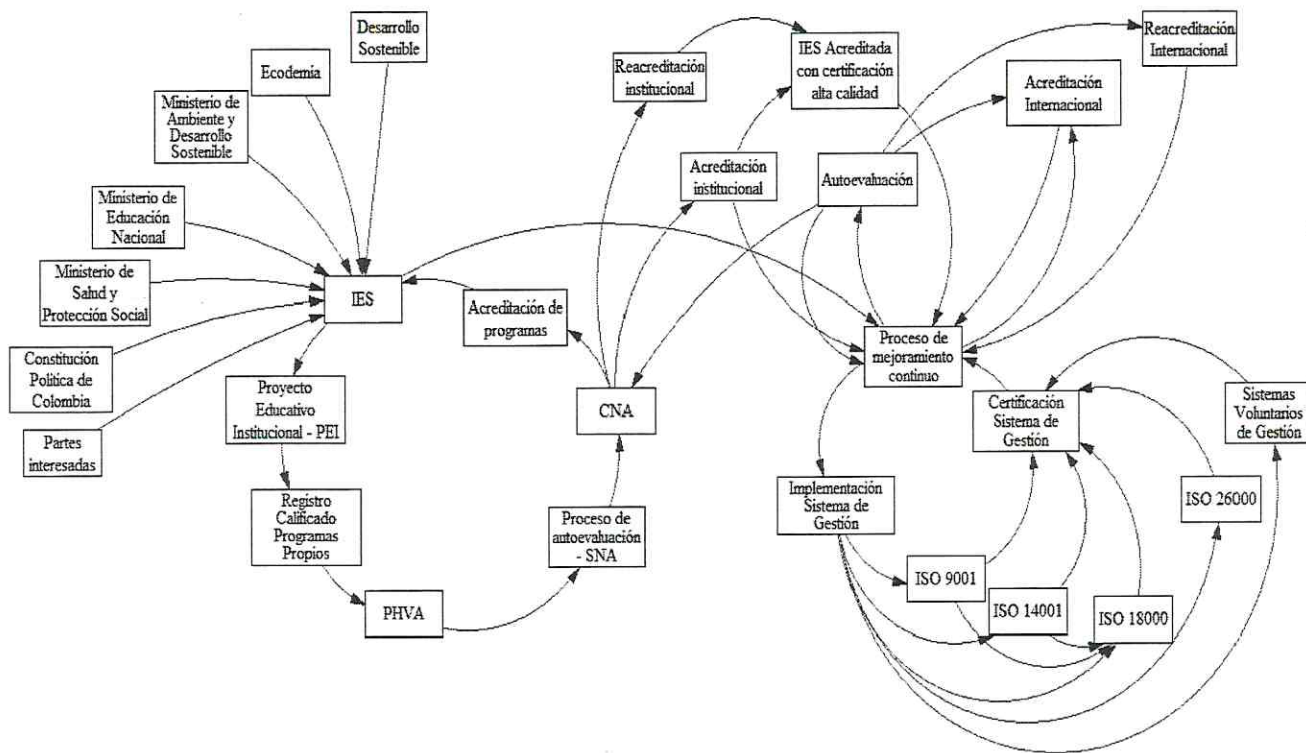 Desarrollo
Sostenible
Ecodemía
Ministerio de
Ambiente y
Desarrollo
Sostenible
Ministerio de
Educación
Nacional
Ministerio de
Salud y
Protección Social
Constitución
Política de
Colombia
Partes
interesadas
IES
Proyecto
Educativo
Institucional - PEI
Registro
Calificado
Programas
Propios
PHVA
Acreditación de
programas
Proceso de
autoevaluación
- SNA
CNA
Reacreditación
institucional
Acreditación
institucional
IES Acreditada
con certificación
alta calidad
Autoevaluación
Reacreditación
Internacional
Acreditación
Internacional
Proceso de
mejoramiento
continuo
Certificación
Sistema de
Gestión
Sistemas
Voluntarios
de Gestión
Implementación
Sistema de
Gestión
ISO 26000
ISO 9001
ISO 14001
ISO 18000